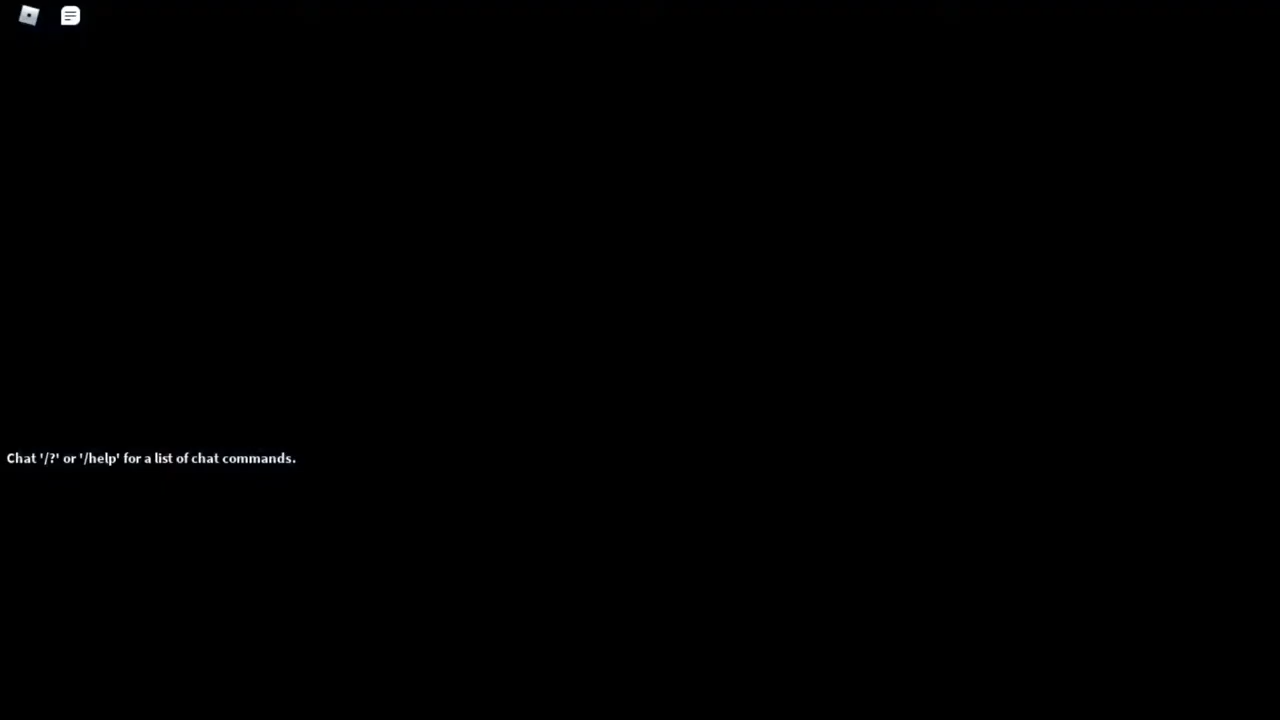 Chat '/?' or '/help' for a list of chat commands.